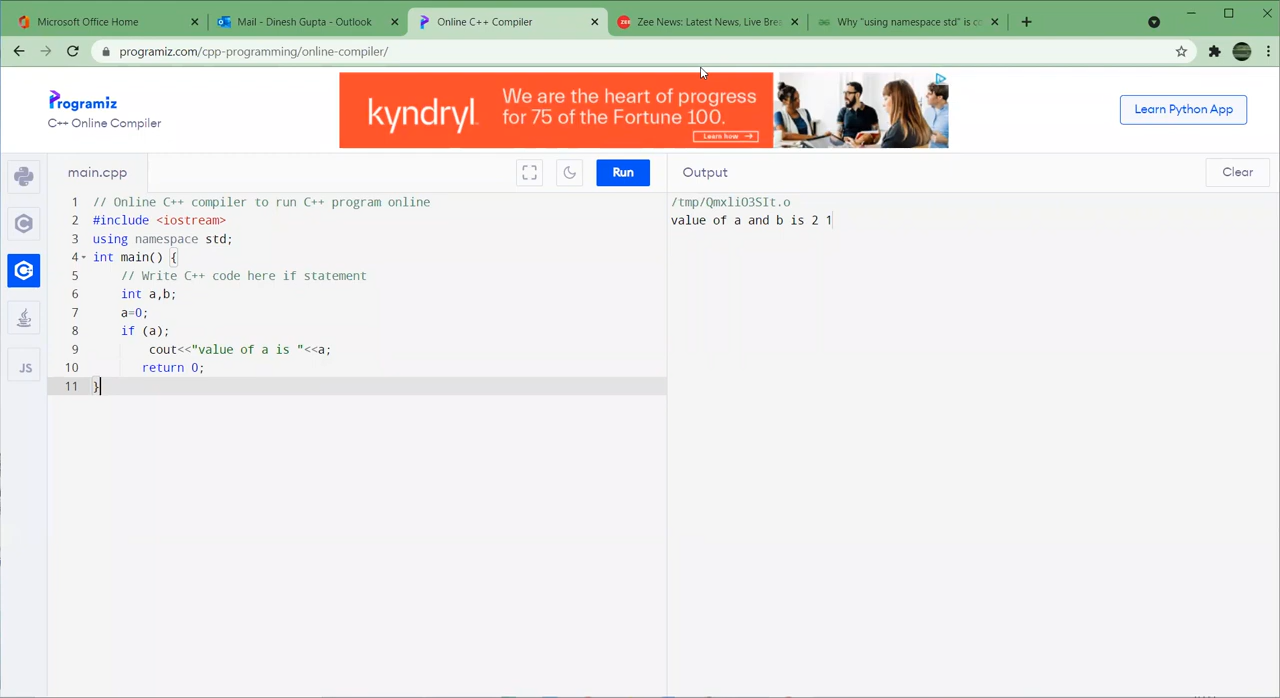 Microsoft Office Home
Mail - Dinesh Gupta - Outlook
Online C++ Compiler
Zee News: Latest News, Live Bre
Why "using namespace std" is co
programiz.com/cpp-programming/online-compiler/
Programiz
C++ Online Compiler
kyndryl
We are the heart of progress
for 75 of the Fortune 100.
Learn how →
Learn Python App
main.cpp
Run
Output
Clear
1 // Online C++ compiler to run C++ program online
2 #include <iostream>
3 using namespace std;
4 int main() {
5 // Write C++ code here if statement
6 int a,b;
7 a=0;
8 if (a);
9 cout<<"value of a is "<<a;
10 return 0;
11 }
/tmp/QmxliO3SIt.o
value of a and b is 2 1
JS